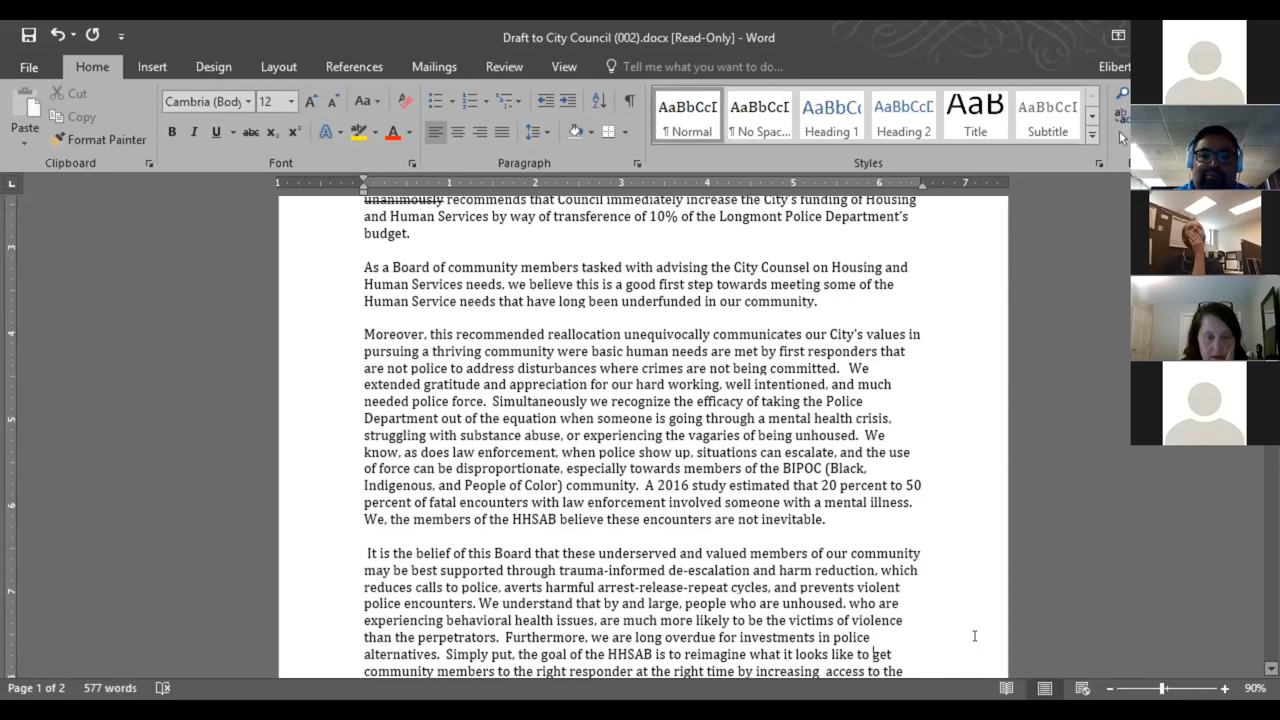 Draft to City Council (002).docx [Read-Only] - Word
File Home Insert Design Layout References Mailings Review View Tell me what you want to do...
Elibert
Cut
Copy
Format Painter
Paste
Cambria (Body 12
Clipboard Font Paragraph Styles
AaBbCcI AaBbCcI AaBbCc AaBbCcD AaB AaBbCcD
¶ Normal ¶ No Spac... Heading 1 Heading 2 Title Subtitle
1 1 2 3 4 5 6 7
unanimously recommends that Council immediately increase the City's funding of Housing
and Human Services by way of transference of 10% of the Longmont Police Department's
budget.
As a Board of community members tasked with advising the City Counsel on Housing and
Human Services needs, we believe this is a good first step towards meeting some of the
Human Service needs that have long been underfunded in our community.
Moreover, this recommended reallocation unequivocally communicates our City's values in
pursuing a thriving community were basic human needs are met by first responders that
are not police to address disturbances where crimes are not being committed. We
extended gratitude and appreciation for our hard working, well intentioned, and much
needed police force. Simultaneously we recognize the efficacy of taking the Police
Department out of the equation when someone is going through a mental health crisis,
struggling with substance abuse, or experiencing the vagaries of being unhoused. We
know, as does law enforcement, when police show up, situations can escalate, and the use
of force can be disproportionate, especially towards members of the BIPOC (Black,
Indigenous, and People of Color) community. A 2016 study estimated that 20 percent to 50
percent of fatal encounters with law enforcement involved someone with a mental illness.
We, the members of the HHSAB believe these encounters are not inevitable.
It is the belief of this Board that these underserved and valued members of our community
may be best supported through trauma-informed de-escalation and harm reduction, which
reduces calls to police, averts harmful arrest-release-repeat cycles, and prevents violent
police encounters. We understand that by and large, people who are unhoused. who are
experiencing behavioral health issues, are much more likely to be the victims of violence
than the perpetrators. Furthermore, we are long overdue for investments in police
alternatives. Simply put, the goal of the HHSAB is to reimagine what it looks like to get
community members to the right responder at the right time by increasing access to the
Page 1 of 2 577 words
90%